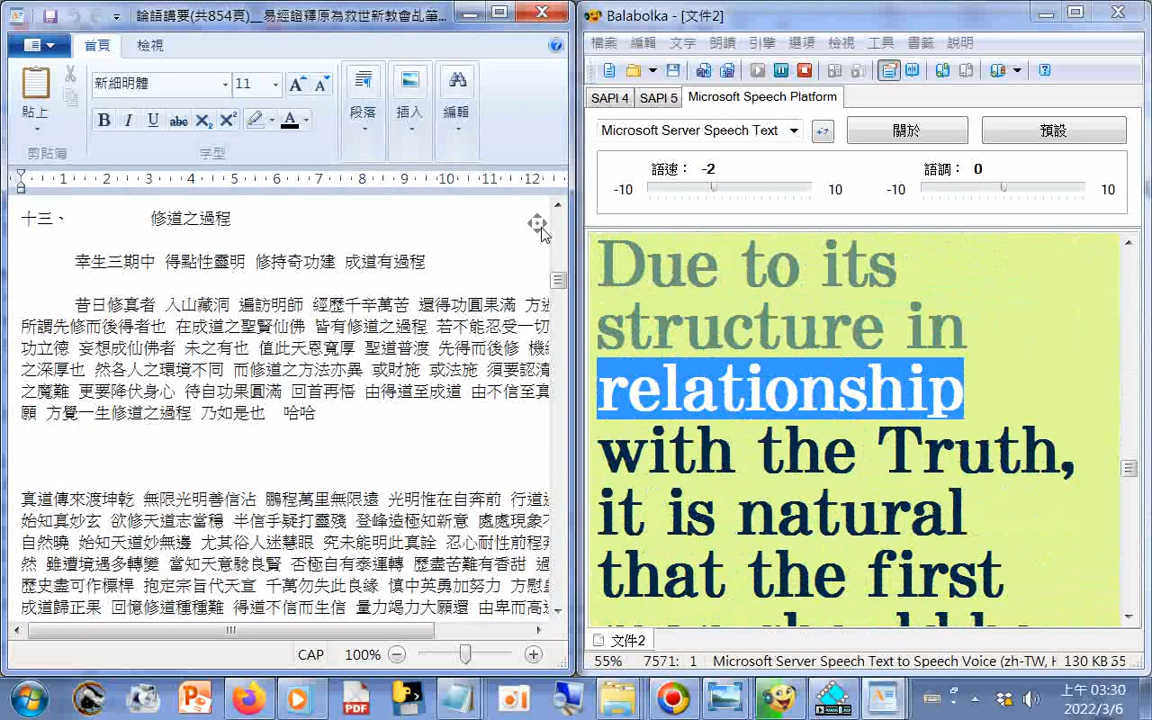 論語講要(共854頁)__易經證釋原為救世新教會乩筆...
首頁
檢視
貼上
剪貼簿
新細明體
11
B I U abc X₂ X²
字型
段落
插入
編輯
1 2 3 4 5 6 7 8 9 10 11 12
十三、 修道之過程
幸生三期中 得點性靈明 修持奇功建 成道有過程
昔日修真者 入山藏洞 遍訪明師 經歷千辛萬苦 還得功圓果滿 方
所謂先修而後得者也 在成道之聖賢仙佛 皆有修道之過程 若不能忍受一切
功立德 妄想成仙佛者 未之有也 值此天恩寬厚 聖道普渡 先得而後修 機
之深厚也 然各人之環境不同 而修道之方法亦異 或財施 或法施 須要認清
之魔難 更要降伏身心 待自功果圓滿 回首再悟 由得道至成道 由不信至真
願 方覺一生修道之過程 乃如是也 哈哈
真道傳來渡坤乾 無限光明善信沾 鵬程萬里無限遠 光明惟在自奔前 行道
始知真妙玄 欲修天道志當穩 半信乎疑打靈殘 登峰造極知新意 處處現象
自然曉 始知天道妙無邊 尤其俗人迷慧眼 究未能明此真詮 忍心耐性前程
然 雖遭境遇多轉變 當知天意騐良賢 否極自有泰運轉 歷盡苦難有香甜 過
歷史盡可作標桿 抱定宗旨代天宣 千萬勿失此良緣 慎中英勇加努力 方慰
成道歸正果 回憶修道種種難 得道不信而生信 量力竭力大願還 由卑而高
CAP 100%
Balabolka - [文件2]
檔案 編輯 文字 朗讀 引擎 選項 檢視 工具 書籤 說明
SAPI 4 SAPI 5 Microsoft Speech Platform
Microsoft Server Speech Text
關於
預設
語速： -2
-10 10
語調： 0
-10 10
Due to its
structure in
relationship
with the Truth,
it is natural
that the first
文件2
55% 7571: 1 Microsoft Server Speech Text to Speech Voice (zh-TW, H 130 KB
PDF
上午 03:30
2022/3/6